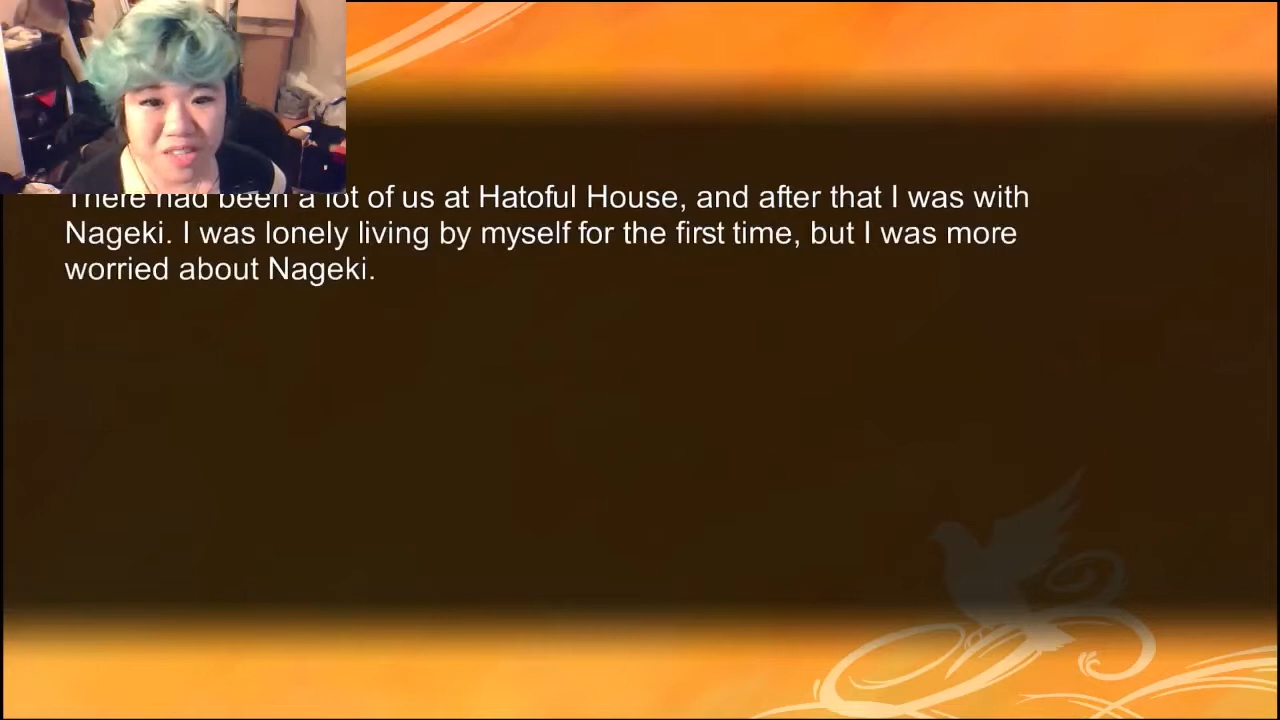 There had been a lot of us at Hatoful House, and after that I was with
Nageki. I was lonely living by myself for the first time, but I was more
worried about Nageki.